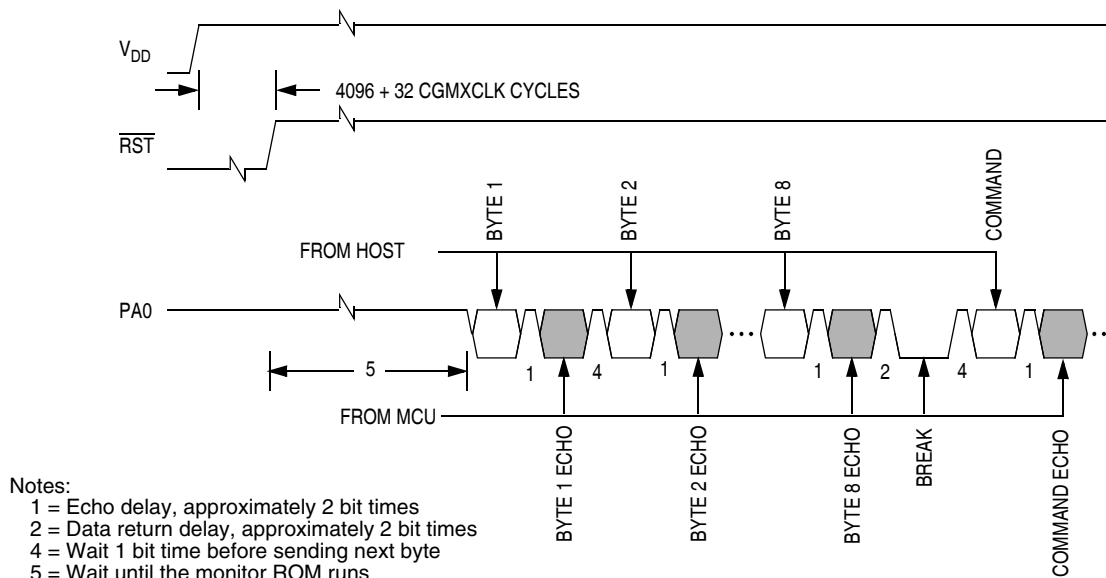 VDD
4096 + 32 CGMXCLK CYCLES
RST
BYTE 1
BYTE 2
BYTE 8
COMMAND
FROM HOST
PA0
...
...
5
1
4
1
1
2
4
1
FROM MCU
BYTE 1 ECHO
BYTE 2 ECHO
BYTE 8 ECHO
BREAK
COMMAND ECHO
Notes:
1 = Echo delay, approximately 2 bit times
2 = Data return delay, approximately 2 bit times
4 = Wait 1 bit time before sending next byte
5 = Wait until the monitor ROM runs